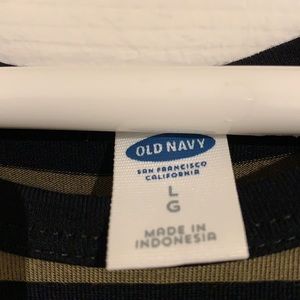 OLD NAVY
SAN FRANCISCO
CALIFORNIA
L
G
MADE IN
INDONESIA